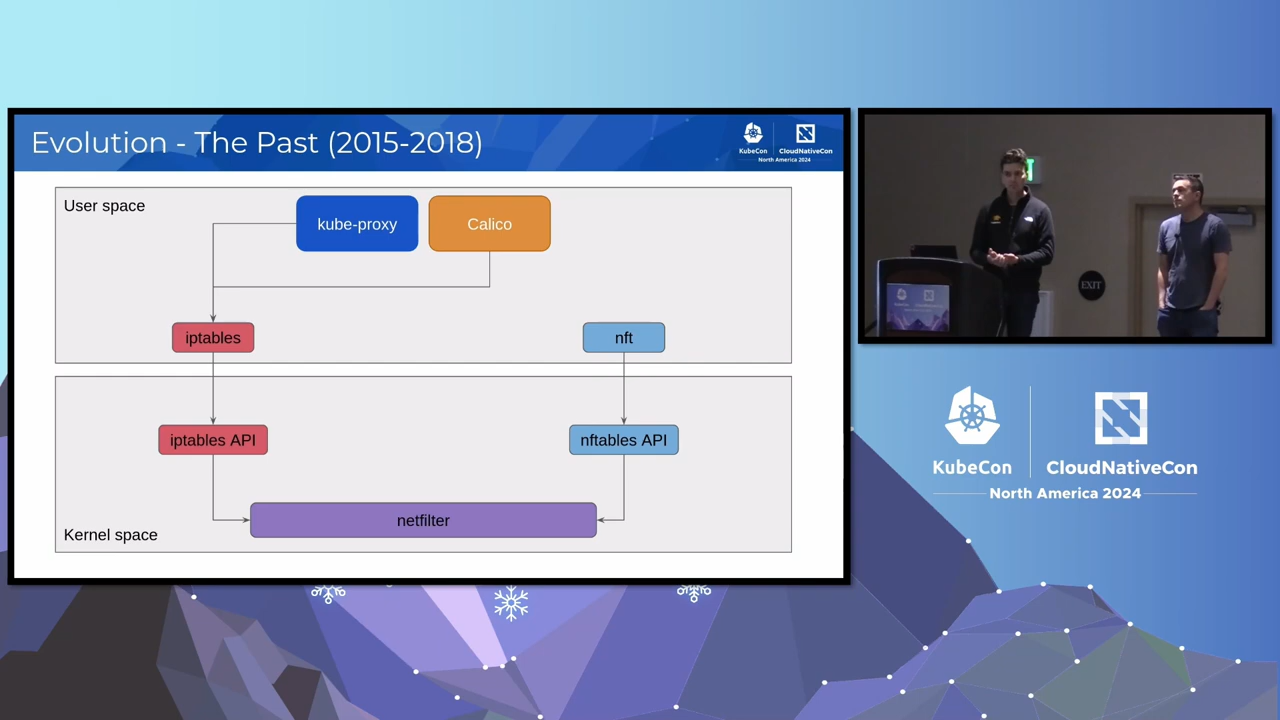 Evolution - The Past (2015-2018)
KubeCon
CloudNativeCon
North America 2024
User space
kube-proxy
Calico
iptables
nft
iptables API
nftables API
netfilter
Kernel space
EXIT
KubeCon
CloudNativeCon
North America 2024